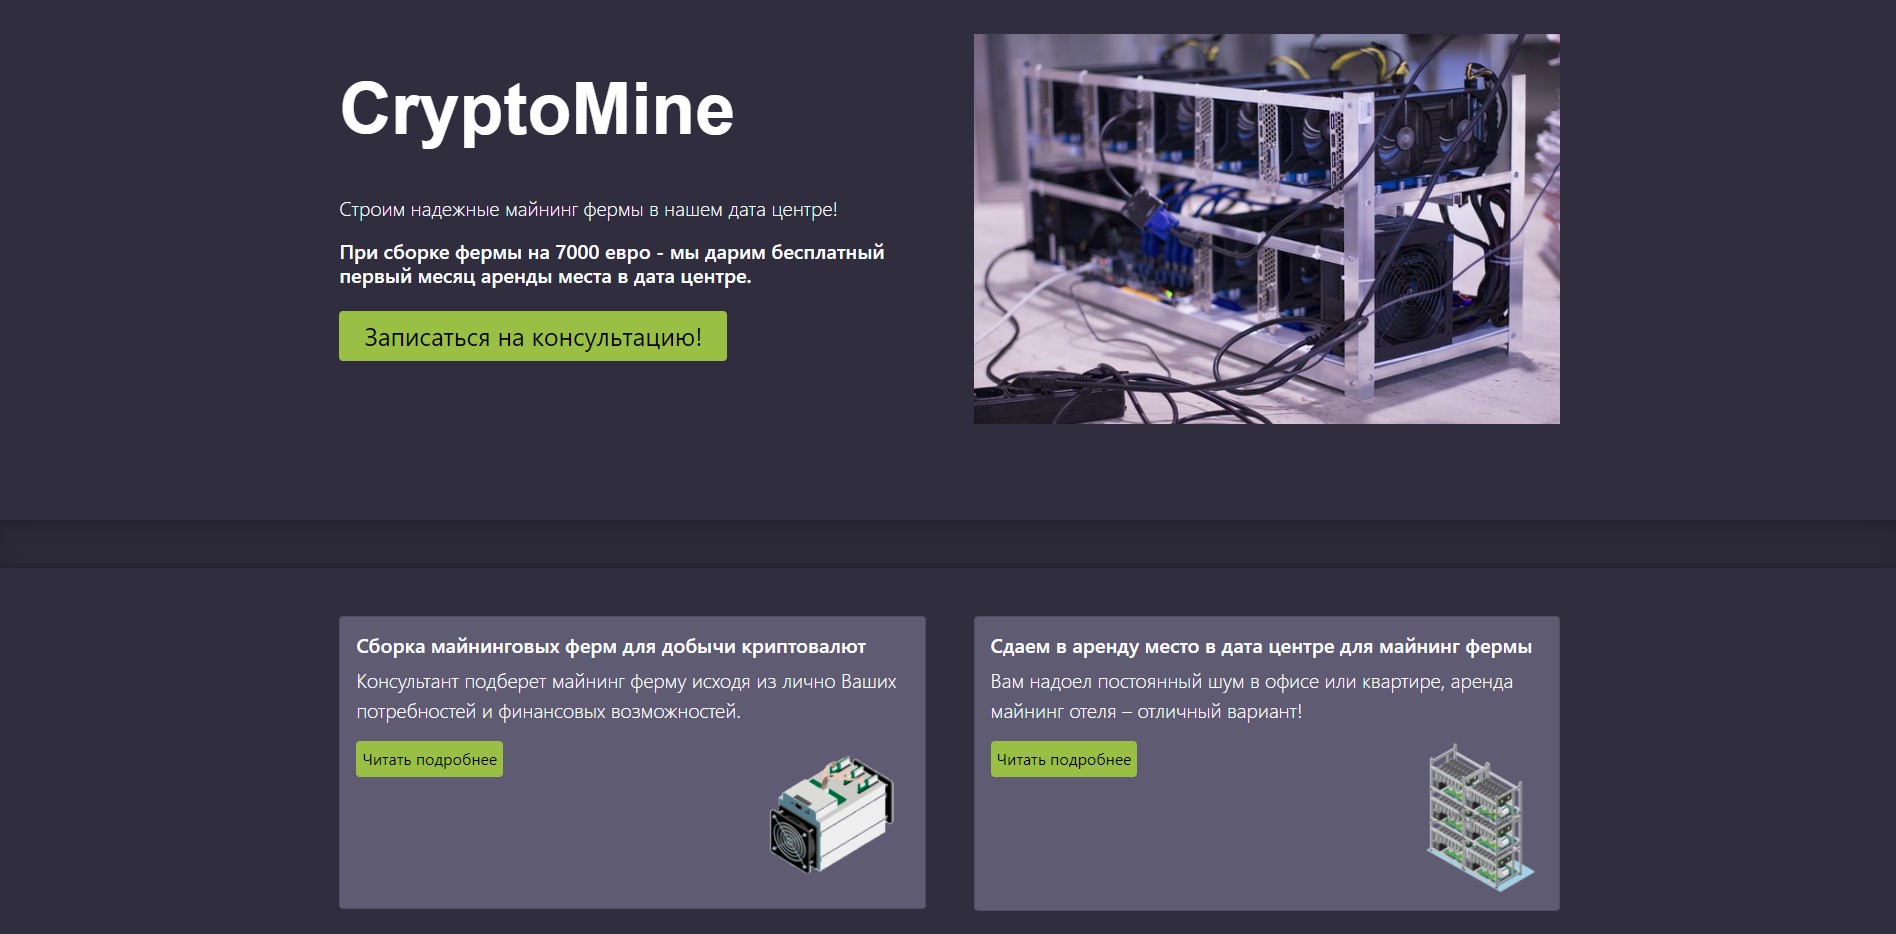 CryptoMine
Строим надежные майнинг фермы в нашем дата центре!
При сборке фермы на 7000 евро - мы дарим бесплатный
первый месяц аренды места в дата центре.
Записаться на консультацию!
Сборка майнинговых ферм для добычи криптовалют
Консультант подберет майнинг ферму исходя из лично Ваших
потребностей и финансовых возможностей.
Читать подробнее
Сдаем в аренду место в дата центре для майнинг фермы
Вам надоел постоянный шум в офисе или квартире, аренда
майнинг отеля – отличный вариант!
Читать подробнее